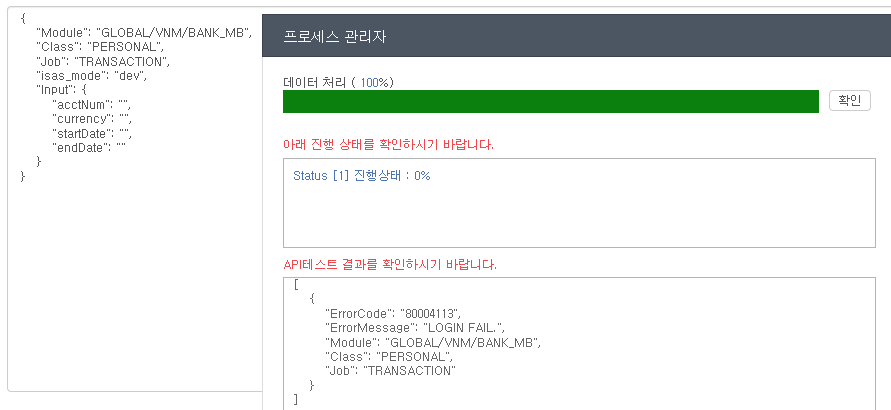 {
"Module": "GLOBAL/VNM/BANK_MB",
"Class": "PERSONAL",
"Job": "TRANSACTION",
"isas_mode": "dev",
"Input": {
"acctNum": "",
"currency": "",
"startDate": "",
"endDate": ""
}
}
프로세스 관리자
데이터 처리 ( 100%)
확인
아래 진행 상태를 확인하시기 바랍니다.
Status [1] 진행상태 : 0%
API테스트 결과를 확인하시기 바랍니다.
[
{
"ErrorCode": "80004113",
"ErrorMessage": "LOGIN FAIL.",
"Module": "GLOBAL/VNM/BANK_MB",
"Class": "PERSONAL",
"Job": "TRANSACTION"
}
]